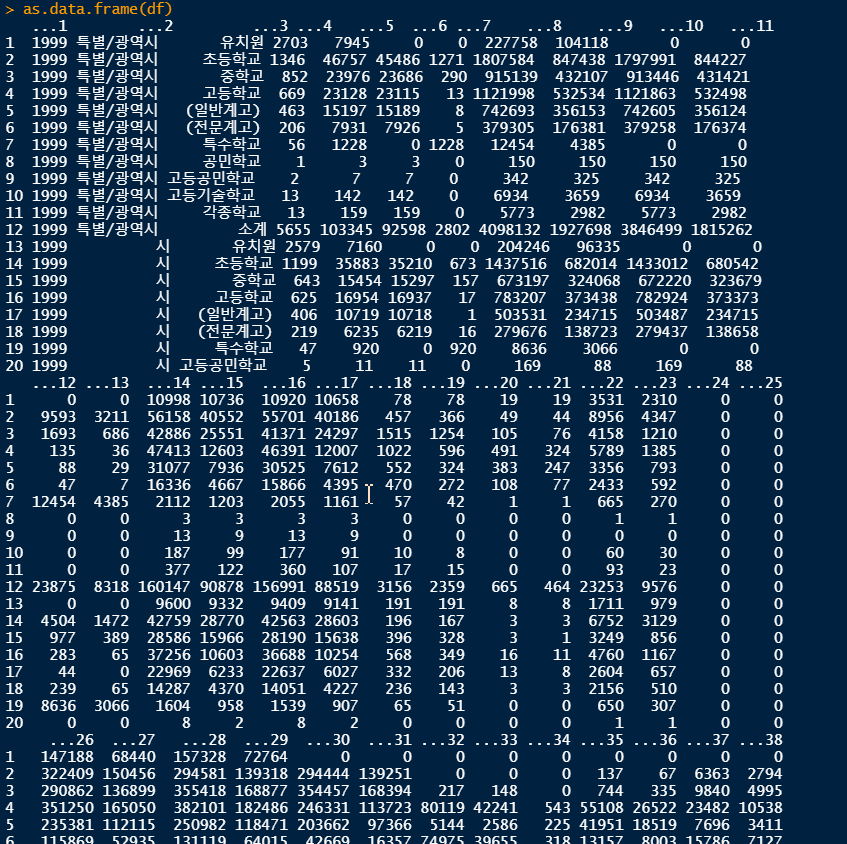 > as.data.frame(df)
...1 ...2 ...3 ...4 ...5 ...6 ...7 ...8 ...9 ...10 ...11
1 1999 특별/광역시 유치원 2703 7945 0 0 227758 104118 0 0
2 1999 특별/광역시 초등학교 1346 46757 45486 1271 1807584 847438 1797991 844227
3 1999 특별/광역시 중학교 852 23976 23686 290 915139 432107 913446 431421
4 1999 특별/광역시 고등학교 669 23128 23115 13 1121998 532534 1121863 532498
5 1999 특별/광역시 (일반계고) 463 15197 15189 8 742693 356153 742605 356124
6 1999 특별/광역시 (전문계고) 206 7931 7926 5 379305 176381 379258 176374
7 1999 특별/광역시 특수학교 56 1228 0 1228 12454 4385 0 0
8 1999 특별/광역시 공민학교 1 3 3 0 150 150 150 150
9 1999 특별/광역시 고등공민학교 2 7 7 0 342 325 342 325
10 1999 특별/광역시 고등기술학교 13 142 142 0 6934 3659 6934 3659
11 1999 특별/광역시 각종학교 13 159 159 0 5773 2982 5773 2982
12 1999 특별/광역시 소계 5655 103345 92598 2802 4098132 1927698 3846499 1815262
13 1999 시 유치원 2579 7160 0 0 204246 96335 0 0
14 1999 시 초등학교 1199 35883 35210 673 1437516 682014 1433012 680542
15 1999 시 중학교 643 15454 15297 157 673197 324068 672220 323679
16 1999 시 고등학교 625 16954 16937 17 783207 373438 782924 373373
17 1999 시 (일반계고) 406 10719 10718 1 503531 234715 503487 234715
18 1999 시 (전문계고) 219 6235 6219 16 279676 138723 279437 138658
19 1999 시 특수학교 47 920 0 920 8636 3066 0 0
20 1999 시 고등공민학교 5 11 11 0 169 88 169 88
...12 ...13 ...14 ...15 ...16 ...17 ...18 ...19 ...20 ...21 ...22 ...23 ...24 ...25
1 0 0 10998 10736 10920 10658 78 78 19 19 3531 2310 0 0
2 9593 3211 56158 40552 55701 40186 457 366 49 44 8956 4347 0 0
3 1693 686 42886 25551 41371 24297 1515 1254 105 76 4158 1210 0 0
4 135 36 47413 12603 46391 12007 1022 596 491 324 5789 1385 0 0
5 88 29 31077 7936 30525 7612 552 324 383 247 3356 793 0 0
6 47 7 16336 4667 15866 4395 470 272 108 77 2433 592 0 0
7 12454 4385 2112 1203 2055 1161 57 42 1 1 665 270 0 0
8 0 0 3 3 3 3 0 0 0 0 1 1 0 0
9 0 0 13 9 13 9 0 0 0 0 0 0 0 0
10 0 0 187 99 177 91 10 8 0 0 60 30 0 0
11 0 0 377 122 360 107 17 15 0 0 93 23 0 0
12 23875 8318 160147 90878 156991 88519 3156 2359 665 464 23253 9576 0 0
13 0 0 9600 9332 9409 9141 191 191 8 8 1711 979 0 0
14 4504 1472 42759 28770 42563 28603 196 167 3 3 6752 3129 0 0
15 977 389 28586 15966 28190 15638 396 328 3 1 3249 856 0 0
16 283 65 37256 10603 36688 10254 568 349 16 11 4760 1167 0 0
17 44 0 22969 6233 22637 6027 332 206 13 8 2604 657 0 0
18 239 65 14287 4370 14051 4227 236 143 3 3 2156 510 0 0
19 8636 3066 1604 958 1539 907 65 51 0 0 650 307 0 0
20 0 0 8 2 8 2 0 0 0 0 1 1 0 0
...26 ...27 ...28 ...29 ...30 ...31 ...32 ...33 ...34 ...35 ...36 ...37 ...38
1 147188 68440 157328 72764 0 0 0 0 0 0 0 0 0
2 322409 150456 294581 139318 294444 139251 0 0 0 137 67 6363 2794
3 290862 136899 355418 168877 354457 168394 217 148 0 744 335 9840 4995
4 351250 165050 382101 182486 246331 113723 80119 42241 543 55108 26522 23482 10538
5 235381 112115 250982 118471 203662 97366 5144 2586 225 41951 18519 7696 3411
6 115869 52935 131119 64015 42669 16357 74975 39655 318 13157 8003 15786 7127